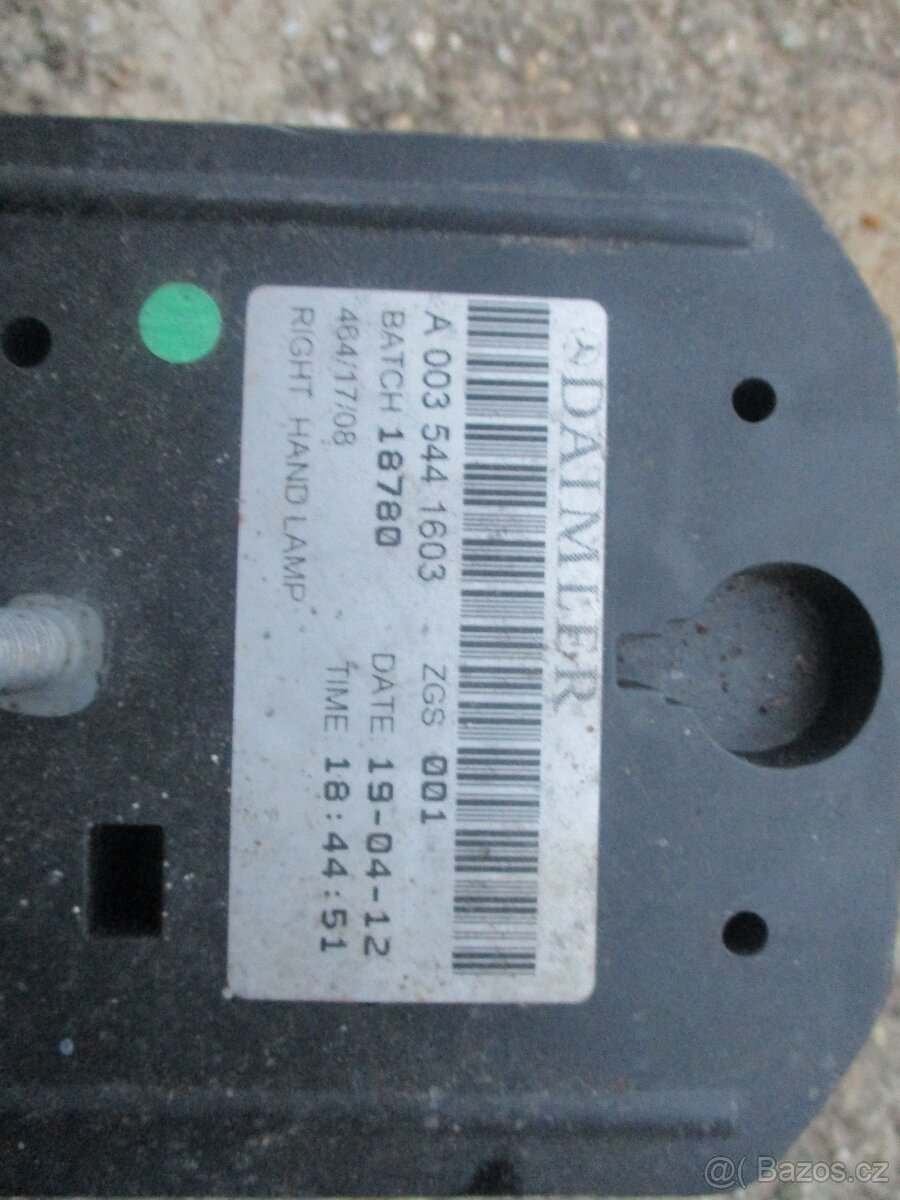 DAIMLER
A 003 544 1603 ZGS 001
BATCH 18780 DATE 19-04-12
464/17/08 TIME 18:44:51
RIGHT HAND LAMP
@( Bazos.cz